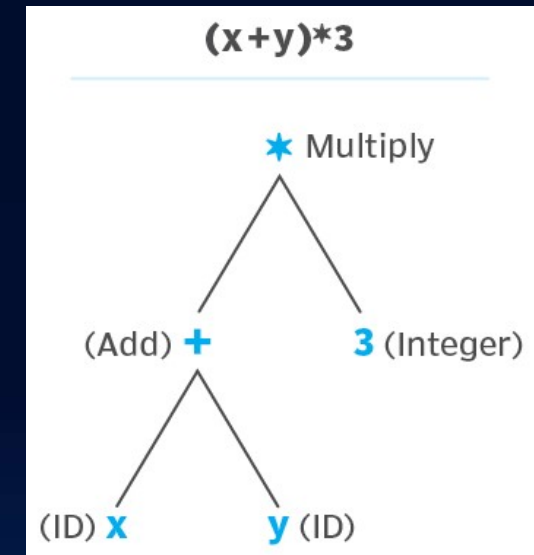 (x+y)*3
* Multiply
(Add) + 3 (Integer)
(ID) x y (ID)